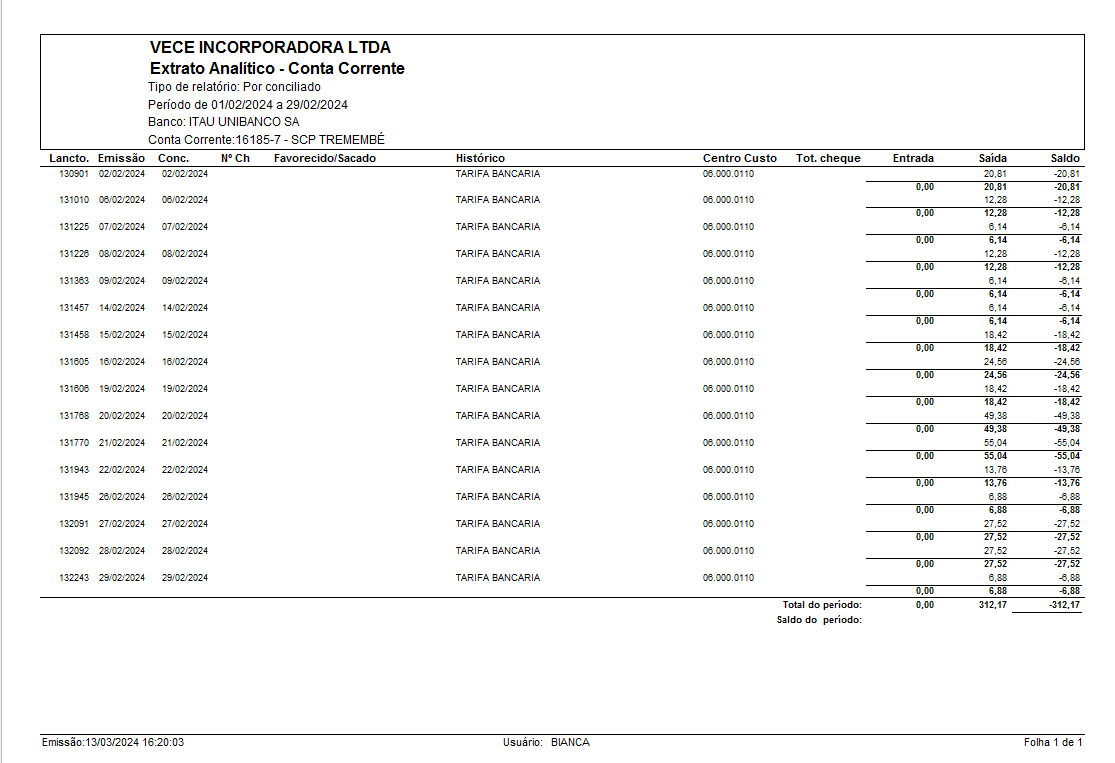 VECE INCORPORADORA LTDA
Extrato Analítico - Conta Corrente
Tipo de relatório: Por conciliado
Período de 01/02/2024 a 29/02/2024
Banco: ITAU UNIBANCO SA
Conta Corrente:16185-7 - SCP TREMEMBÉ
Lancto. Emissão Conc. Nº Ch Favorecido/Sacado Histórico Centro Custo Tot. cheque Entrada Saída Saldo
130901 02/02/2024 02/02/2024 TARIFA BANCARIA 06.000.0110 20,81 -20,81
0,00 20,81 -20,81
131010 06/02/2024 06/02/2024 TARIFA BANCARIA 06.000.0110 12,28 -12,28
0,00 12,28 -12,28
131225 07/02/2024 07/02/2024 TARIFA BANCARIA 06.000.0110 6,14 -6,14
0,00 6,14 -6,14
131226 08/02/2024 08/02/2024 TARIFA BANCARIA 06.000.0110 12,28 -12,28
0,00 12,28 -12,28
131363 09/02/2024 09/02/2024 TARIFA BANCARIA 06.000.0110 6,14 -6,14
0,00 6,14 -6,14
131457 14/02/2024 14/02/2024 TARIFA BANCARIA 06.000.0110 6,14 -6,14
0,00 6,14 -6,14
131458 15/02/2024 15/02/2024 TARIFA BANCARIA 06.000.0110 18,42 -18,42
0,00 18,42 -18,42
131605 16/02/2024 16/02/2024 TARIFA BANCARIA 06.000.0110 24,56 -24,56
0,00 24,56 -24,56
131606 19/02/2024 19/02/2024 TARIFA BANCARIA 06.000.0110 18,42 -18,42
0,00 18,42 -18,42
131768 20/02/2024 20/02/2024 TARIFA BANCARIA 06.000.0110 49,38 -49,38
0,00 49,38 -49,38
131770 21/02/2024 21/02/2024 TARIFA BANCARIA 06.000.0110 55,04 -55,04
0,00 55,04 -55,04
131943 22/02/2024 22/02/2024 TARIFA BANCARIA 06.000.0110 13,76 -13,76
0,00 13,76 -13,76
131945 26/02/2024 26/02/2024 TARIFA BANCARIA 06.000.0110 6,88 -6,88
0,00 6,88 -6,88
132091 27/02/2024 27/02/2024 TARIFA BANCARIA 06.000.0110 27,52 -27,52
0,00 27,52 -27,52
132092 28/02/2024 28/02/2024 TARIFA BANCARIA 06.000.0110 27,52 -27,52
0,00 27,52 -27,52
132243 29/02/2024 29/02/2024 TARIFA BANCARIA 06.000.0110 6,88 -6,88
0,00 6,88 -6,88
Total do período: 0,00 312,17 -312,17
Saldo do período:
Emissão:13/03/2024 16:20:03 Usuário: BIANCA Folha 1 de 1